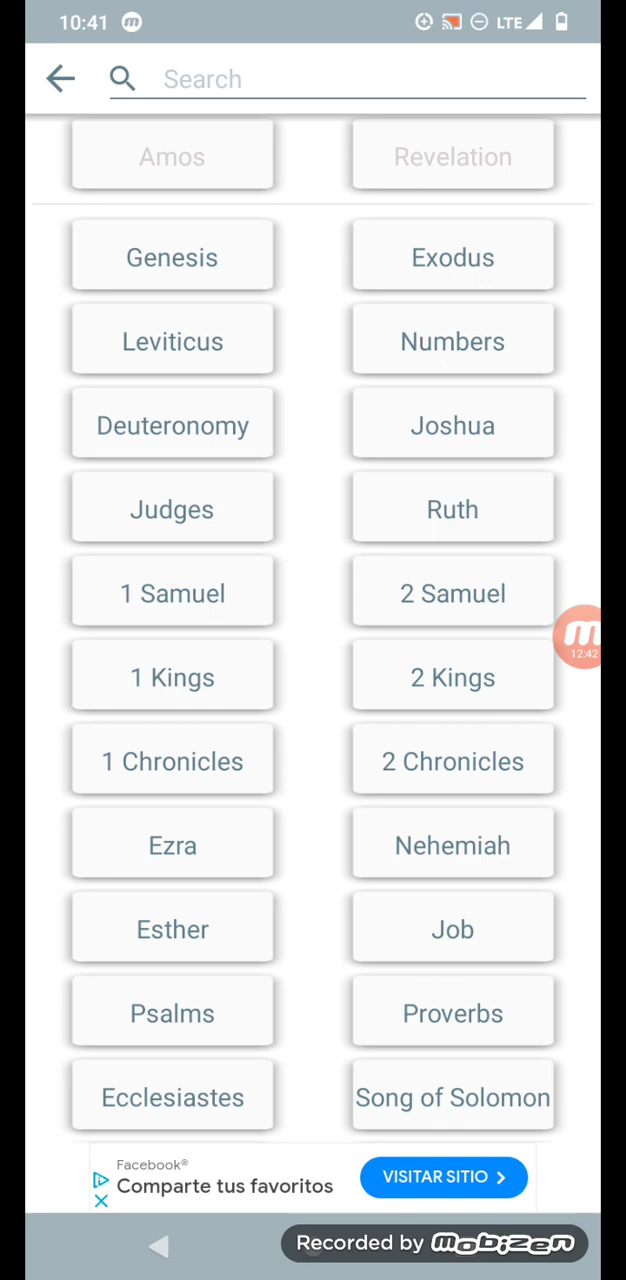 10:41 LTE
Search
Amos Revelation
Genesis Exodus
Leviticus Numbers
Deuteronomy Joshua
Judges Ruth
1 Samuel 2 Samuel
1 Kings 2 Kings
12:42
1 Chronicles 2 Chronicles
Ezra Nehemiah
Esther Job
Psalms Proverbs
Ecclesiastes Song of Solomon
Facebook®
Comparte tus favoritos
VISITAR SITIO
Recorded by mobizen